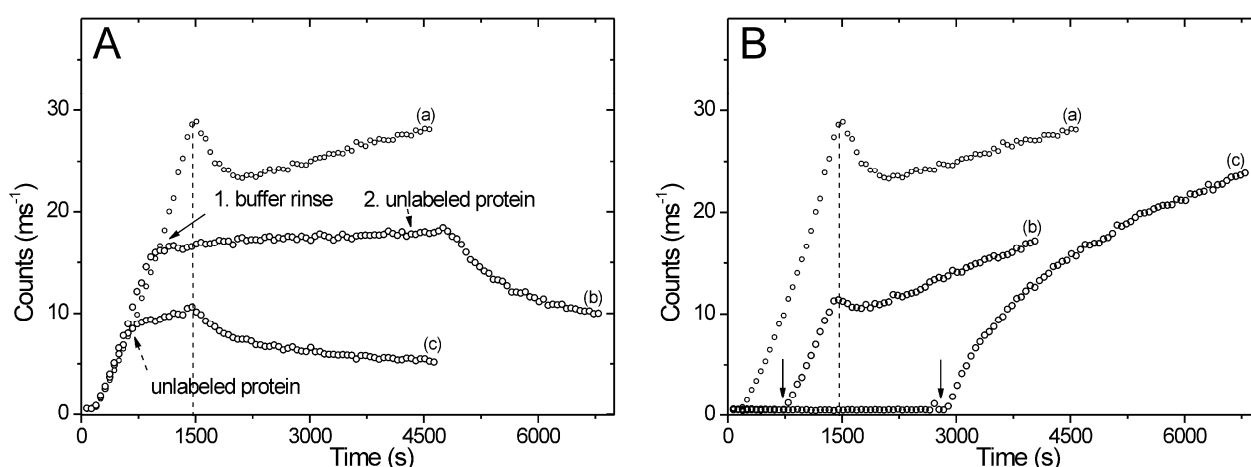 A
B
30
20
10
0
Counts (ms⁻¹)
(a)
1. buffer rinse
2. unlabeled protein
(b)
(c)
unlabeled protein
0
1500
3000
4500
6000
Time (s)
30
20
10
0
Counts (ms⁻¹)
(a)
(c)
(b)
0
1500
3000
4500
6000
Time (s)